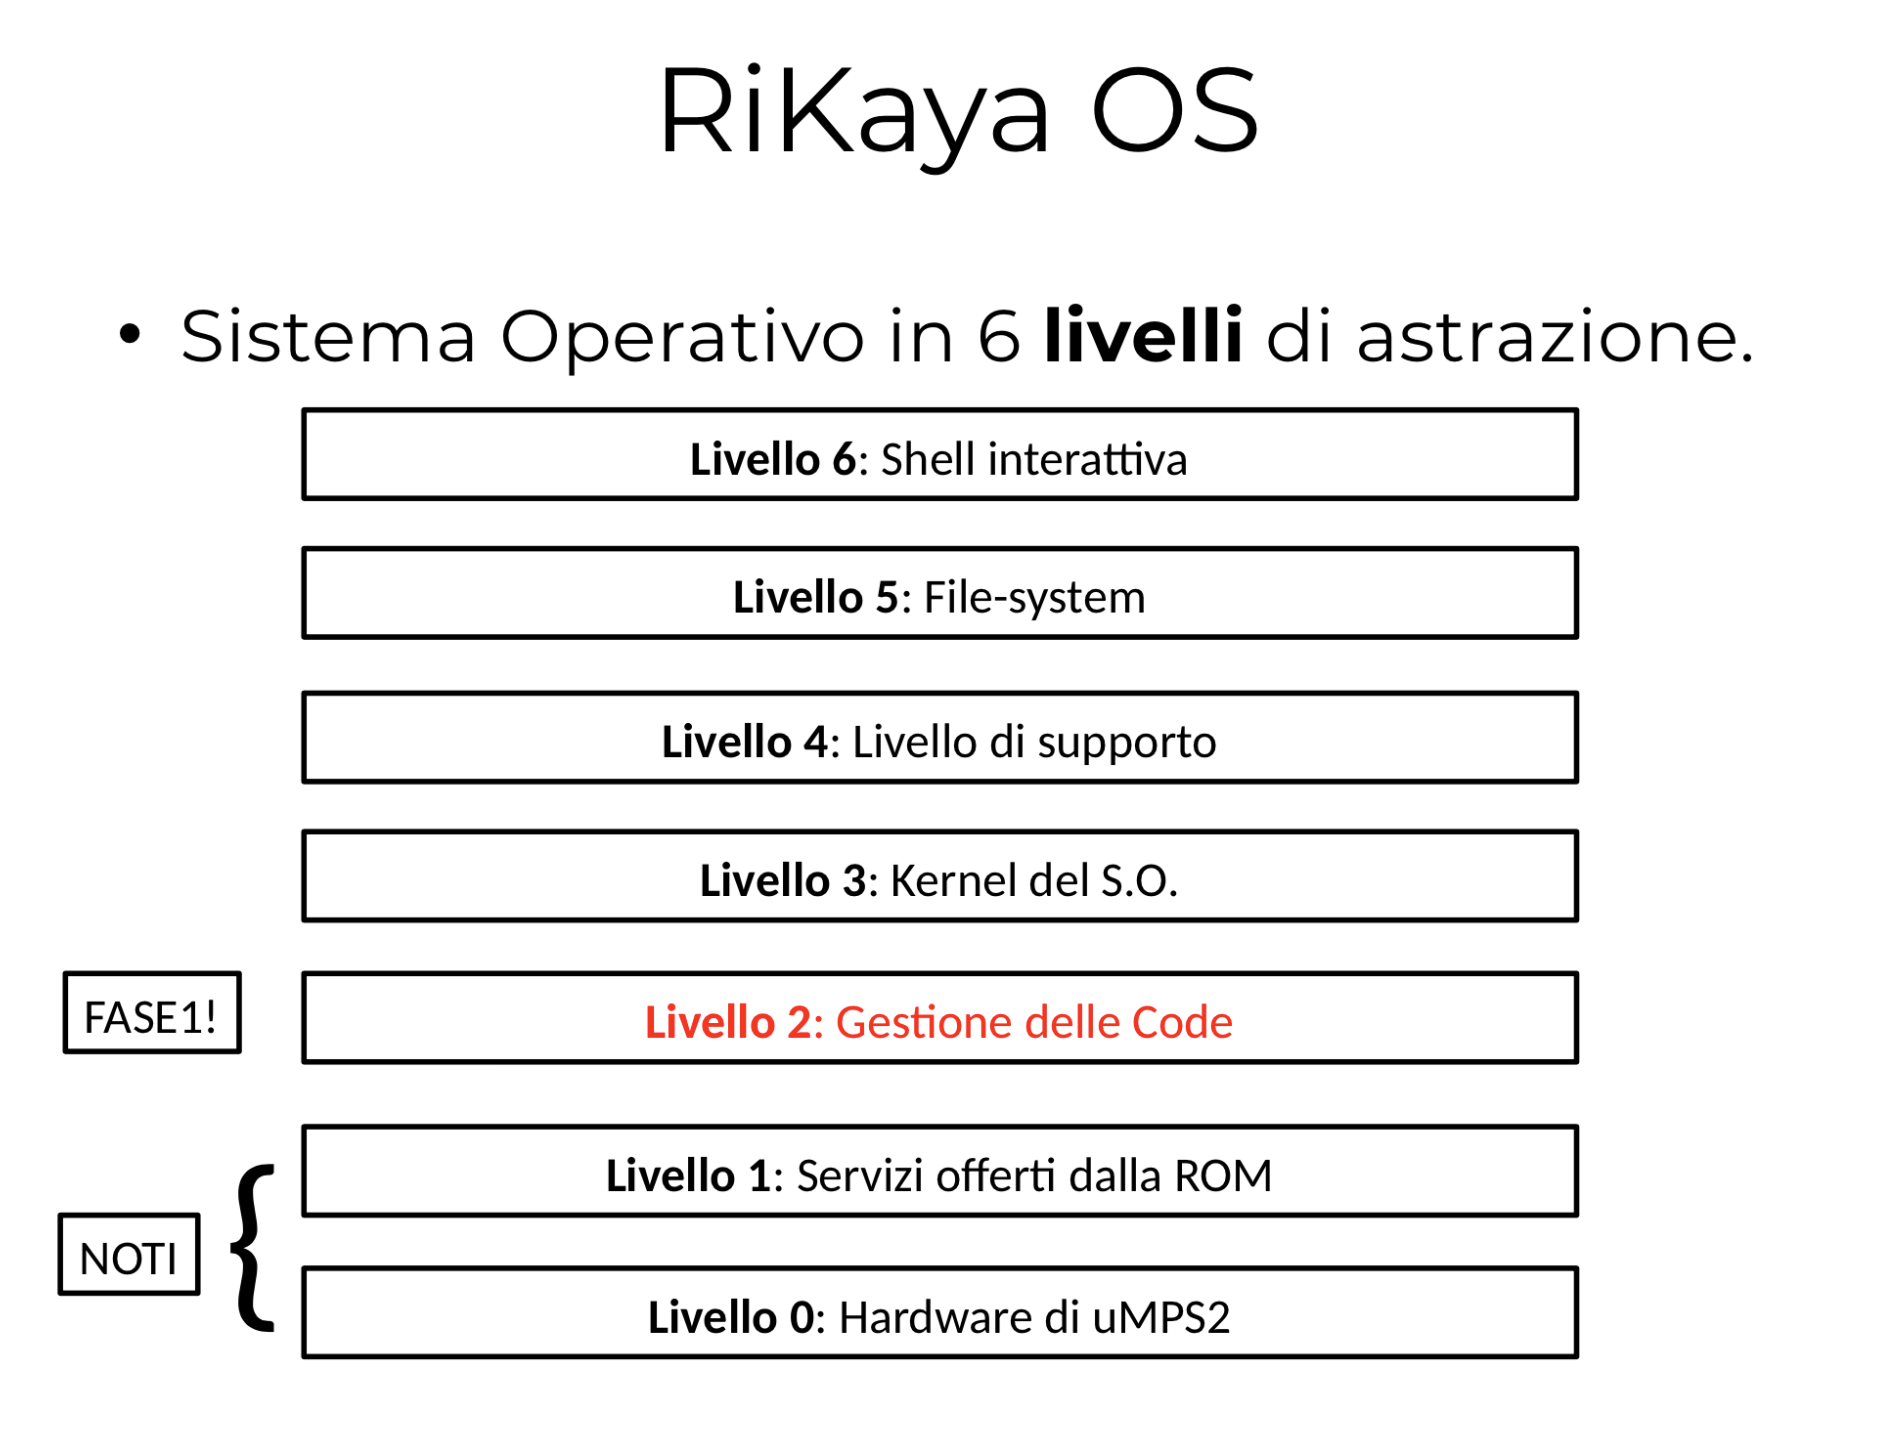 RiKaya OS
• Sistema Operativo in 6 livelli di astrazione.
Livello 6: Shell interattiva
Livello 5: File-system
Livello 4: Livello di supporto
Livello 3: Kernel del S.O.
FASE1!
Livello 2: Gestione delle Code
Livello 1: Servizi offerti dalla ROM
NOTI {
Livello 0: Hardware di uMPS2